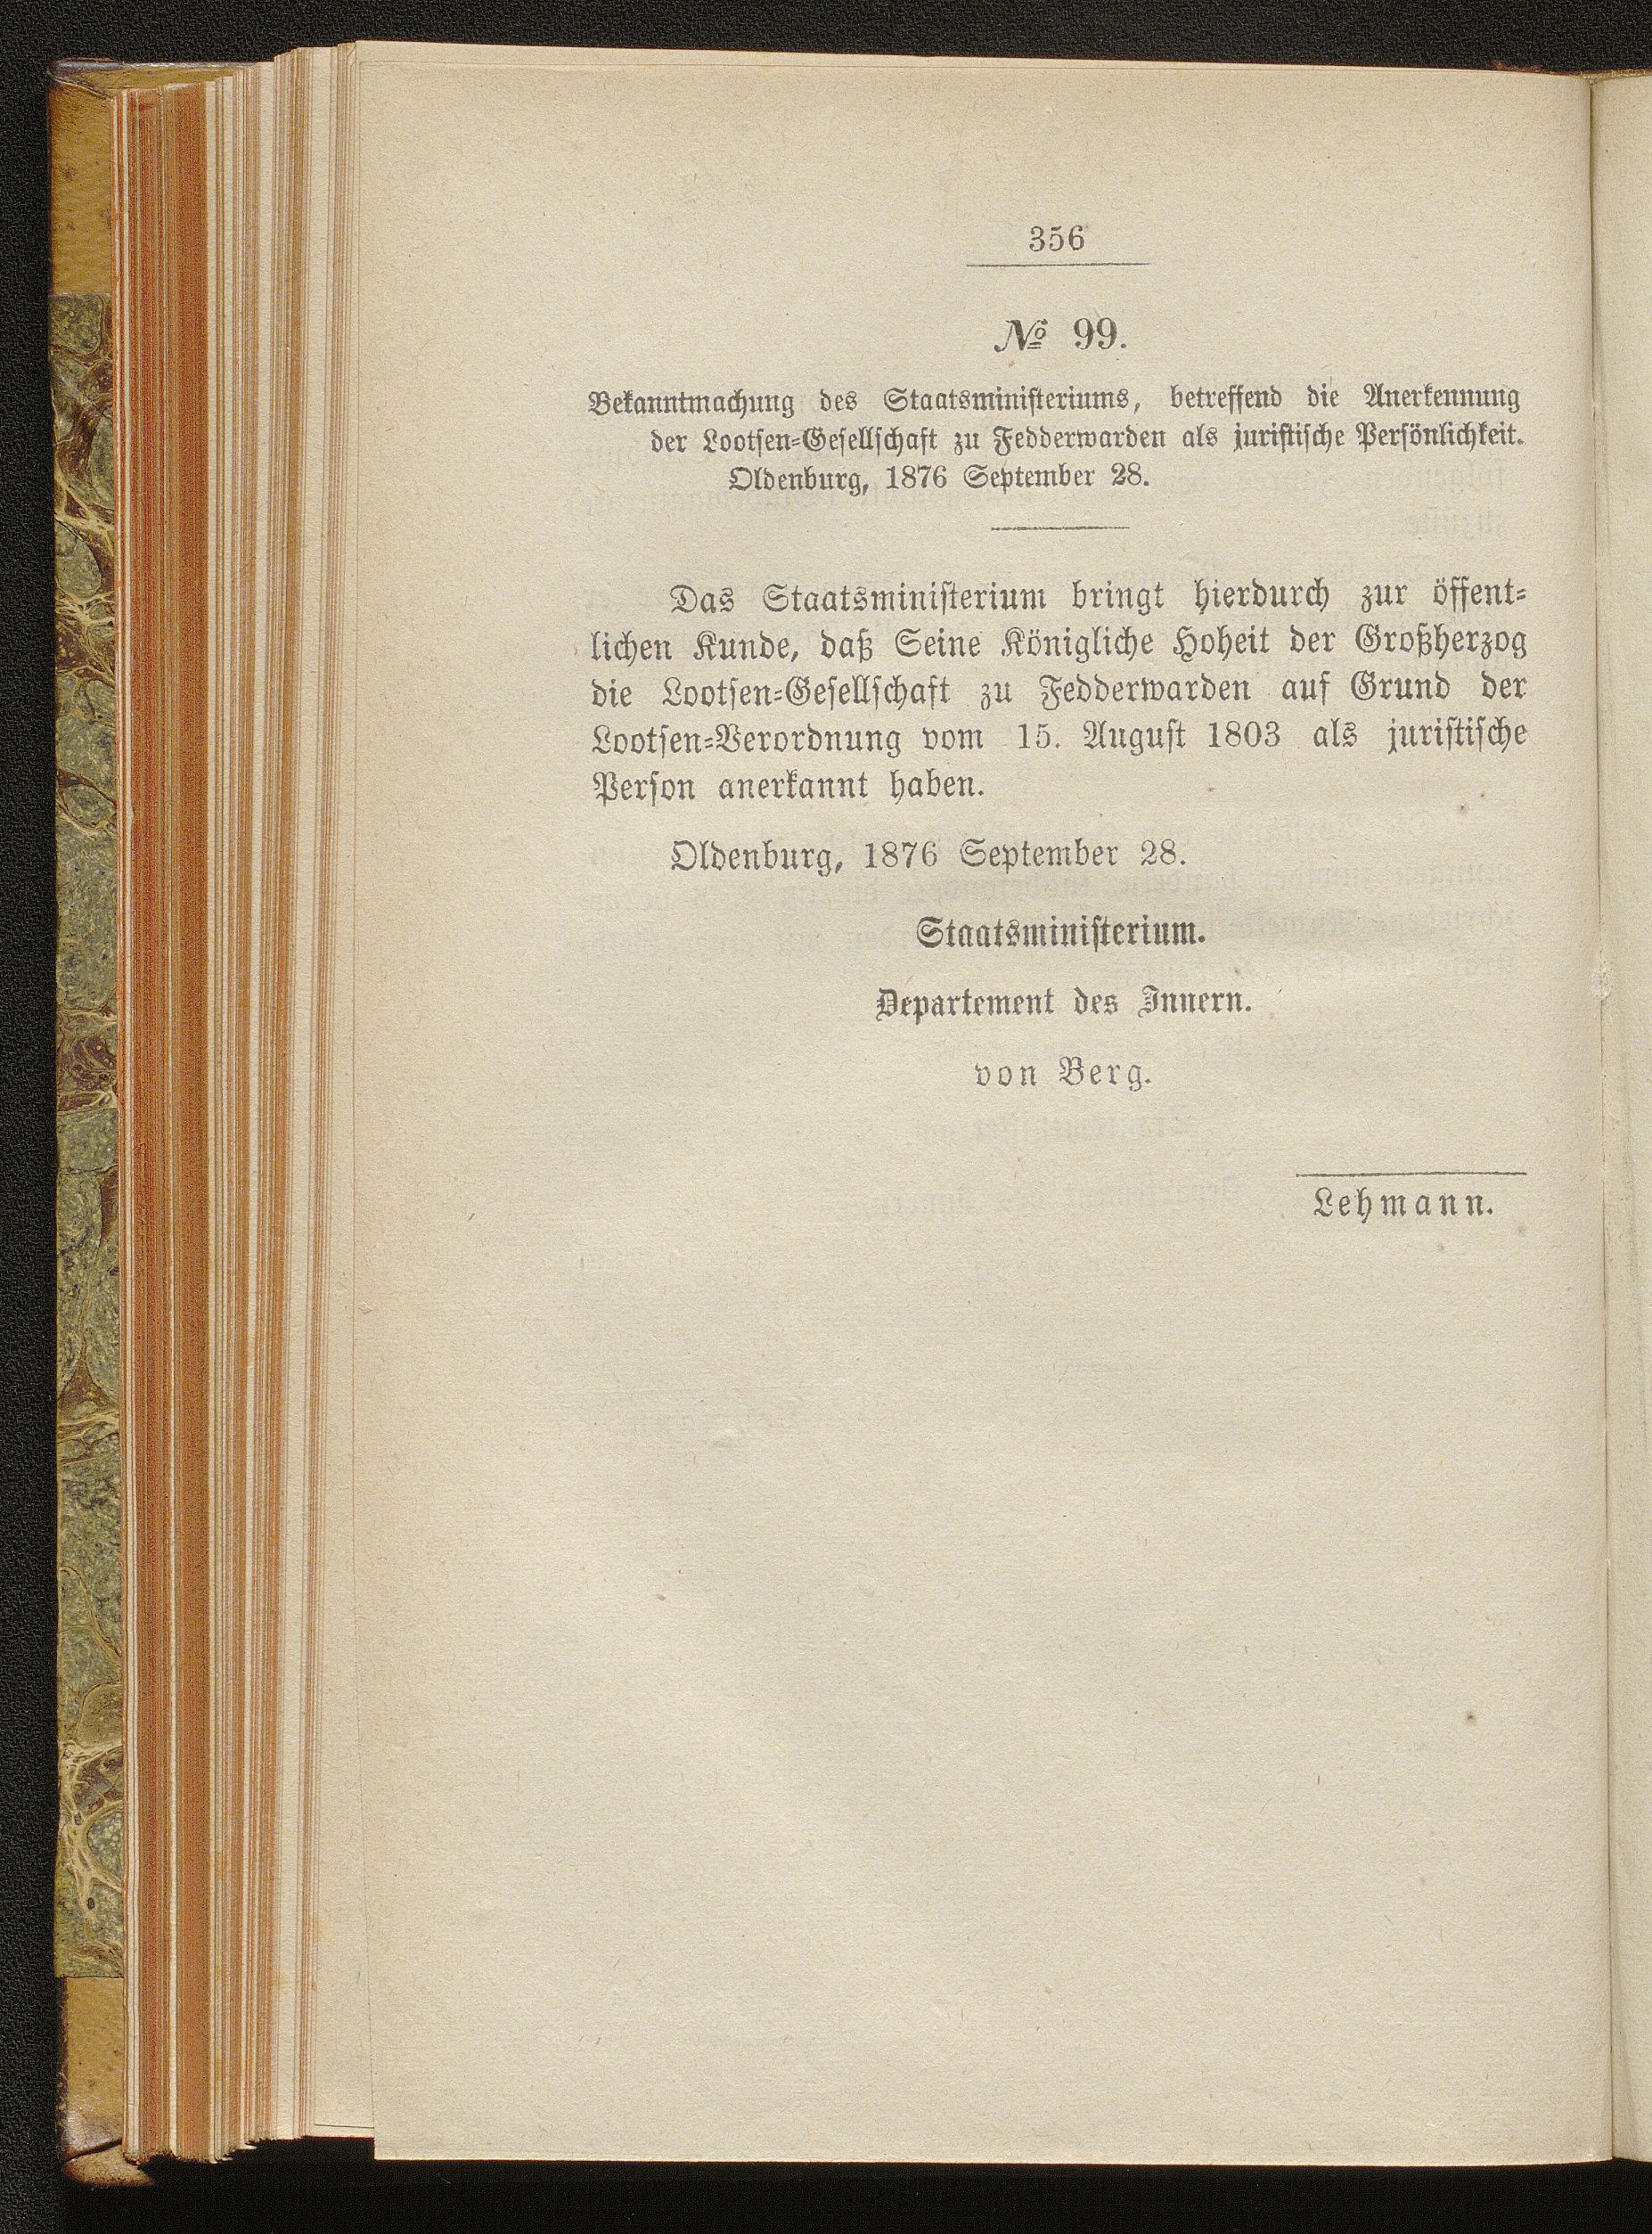 356
№ 99.
Bekanntmachung des Staatsministeriums, betreffend die Anerkennung
der Lootsen-Gesellschaft zu Fedderwarden als juristische Persönlichkeit.
Oldenburg, 1876 September 28.
Das Staatsministerium bringt hierdurch zur öffent-
lichen Kunde, daß Seine Königliche Hoheit der Großherzog
die Lootsen-Gesellschaft zu Fedderwarden auf Grund der
Lootsen-Verordnung vom 15. August 1803 als juristische
Person anerkannt haben.
Oldenburg, 1876 September 28.
Staatsministerium.
Departement des Innern.
von Berg.
Lehmann.